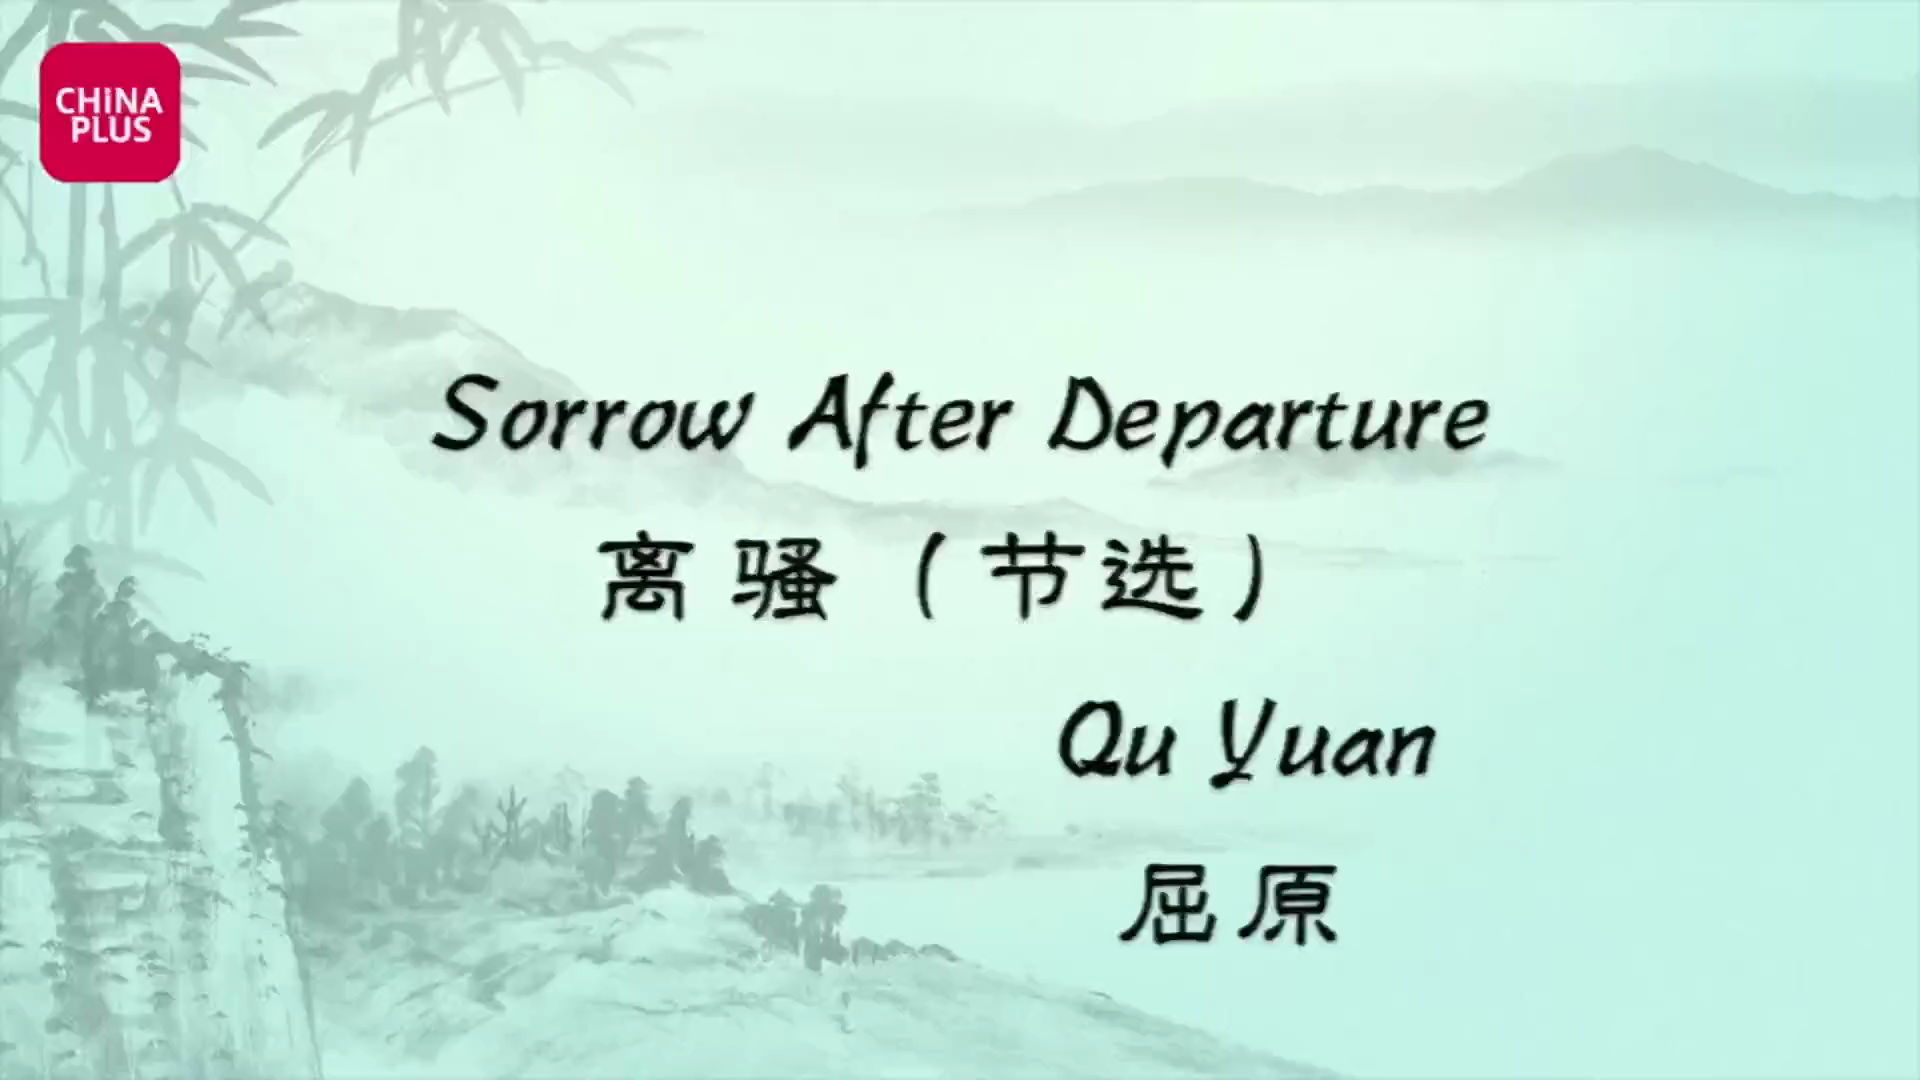 CHINA
PLUS
Sorrow After Departure
离骚（节选）
Qu Yuan
屈原